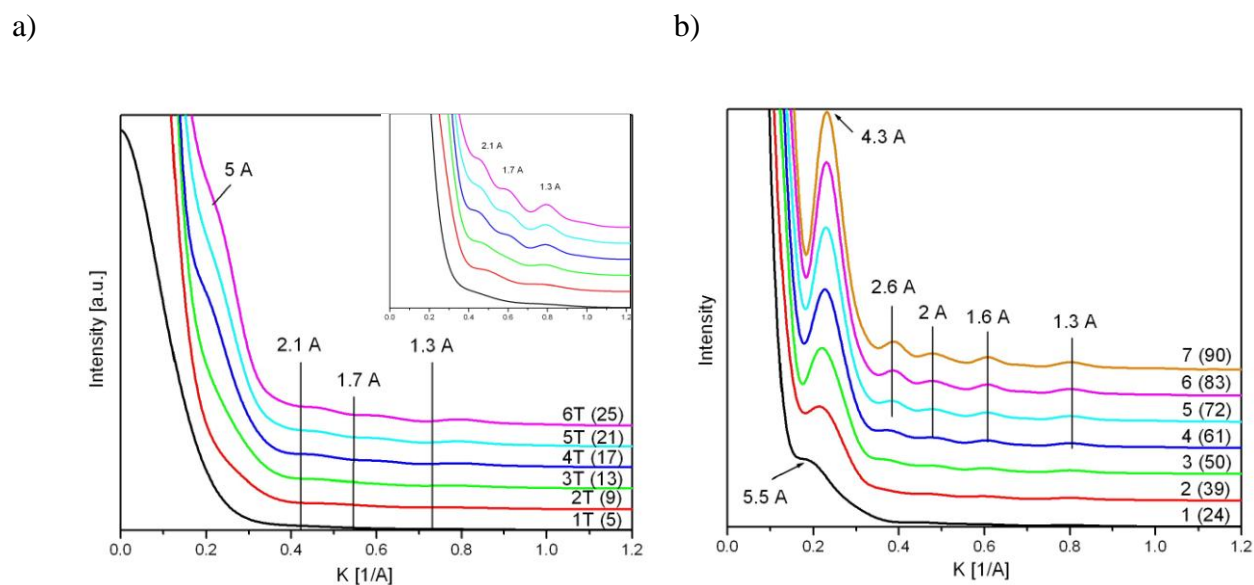 a)
b)
Intensity [a.u.]
5 A
2.1 A
1.3 A
1.7 A
6T (25)
5T (21)
4T (17)
3T (13)
2T (9)
1T (5)
0.0 0.2 0.4 0.6 0.8 1.0 1.2
K [1/A]
2.1 A
1.7 A
1.3 A
0.0 0.2 0.4 0.6 0.8 1.0 1.2
Intensity
4.3 A
2.6 A
2 A
1.6 A
1.3 A
5.5 A
7 (90)
6 (83)
5 (72)
4 (61)
3 (50)
2 (39)
1 (24)
0.0 0.2 0.4 0.6 0.8 1.0 1.2
K [1/A]